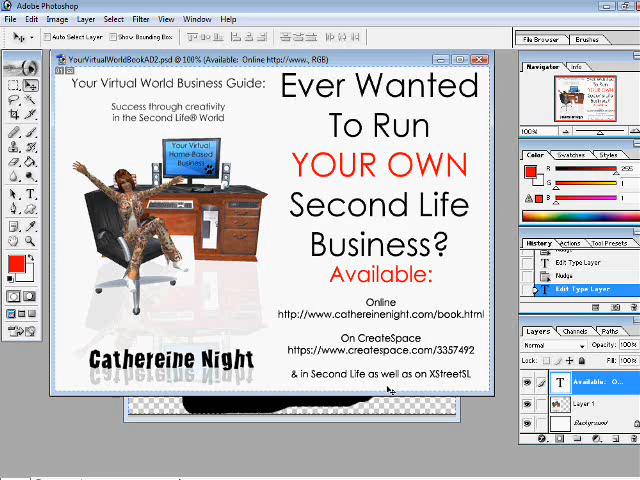 Adobe Photoshop
File Edit Image Layer Select Filter View Window Help
Auto Select Layer Show Bounding Box
File Browser Brushes
YourVirtualWorldBookAD2.psd @ 100% (Available: Online http://www., RGB)
Your Virtual World Business Guide:
Success through creativity
in the Second Life® World
Your Virtual
Home-Based
Business
Cathereine Night
Ever Wanted
To Run
YOUR OWN
Second Life
Business?
Available:
Online
http://www.cathereinenight.com/book.html
On CreateSpace
https://www.createspace.com/3357492
& in Second Life as well as on XStreetSL
Navigator Info
100%
Color Swatches Styles
R 255
G 1
B 1
History Actions Tool Presets
Edit Type Layer
Nudge
Edit Type Layer
Layers Channels Paths
Normal Opacity: 100%
Lock: Fill: 100%
Available: O...
Layer 1
Background